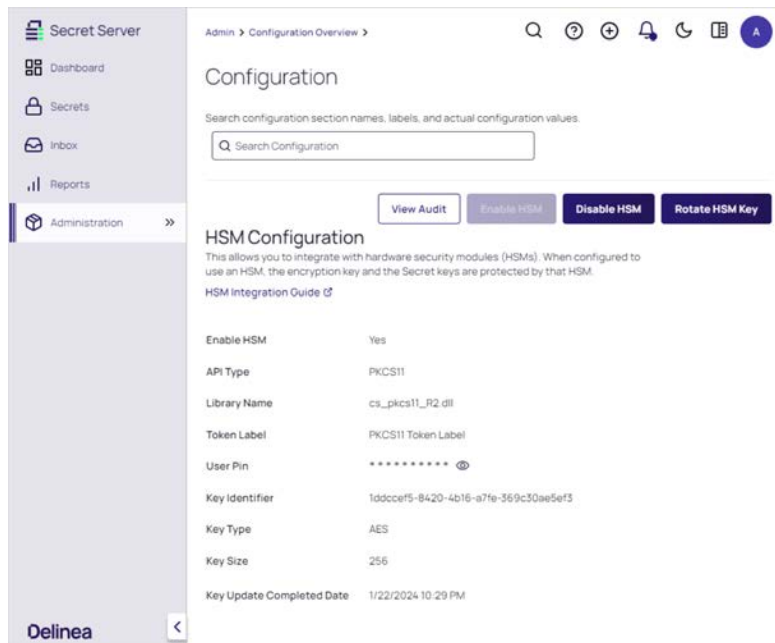 Secret Server
Admin > Configuration Overview >
A
Dashboard
Configuration
Secrets
Search configuration section names, labels, and actual configuration values.
Inbox
Search Configuration
Reports
View Audit
Enable HSM
Disable HSM
Rotate HSM Key
Administration
HSM Configuration
This allows you to integrate with hardware security modules (HSMs). When configured to
use an HSM, the encryption key and the Secret keys are protected by that HSM.
HSM Integration Guide
Enable HSM Yes
API Type PKCS11
Library Name cs_pkcs11_R2.dll
Token Label PKCS11 Token Label
User Pin * * * * * * * * * *
Key Identifier 1ddccef5-8420-4b16-a7fe-369c30ae5ef3
Key Type AES
Key Size 256
Key Update Completed Date 1/22/2024 10:29 PM
Delinea